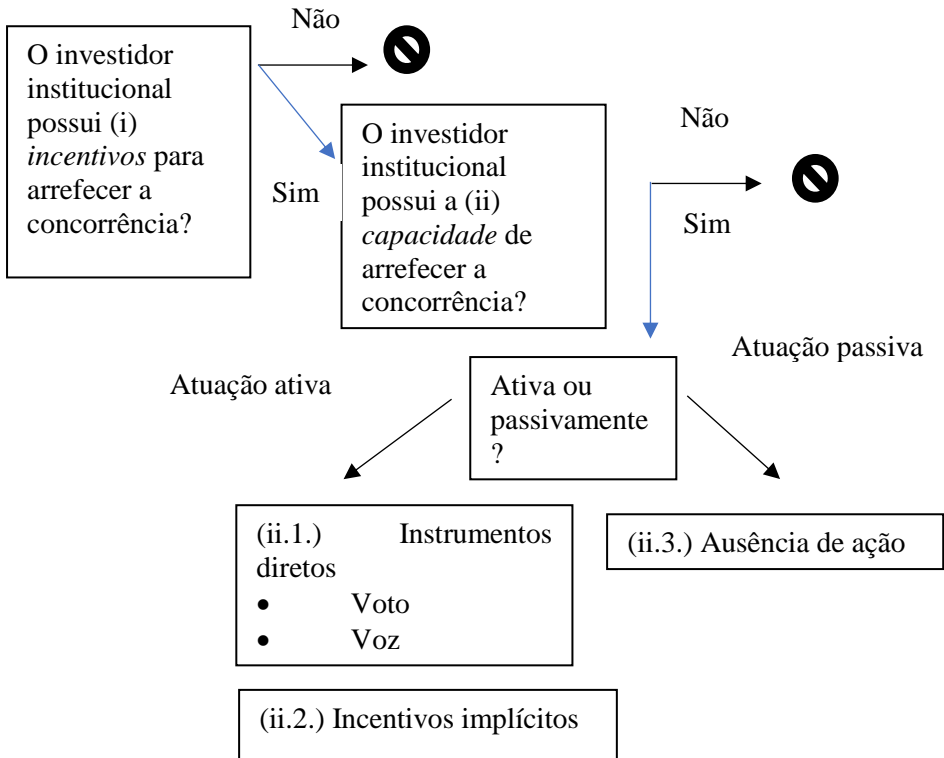 Não
O investidor
institucional
possui (i)
incentivos para
arrefecer a
concorrência?
Sim
O investidor
institucional
possui a (ii)
capacidade de
arrefecer a
concorrência?
Não
Sim
Atuação ativa
Atuação passiva
Ativa ou
passivamente
?
(ii.1.) Instrumentos
diretos
• Voto
• Voz
(ii.3.) Ausência de ação
(ii.2.) Incentivos implícitos